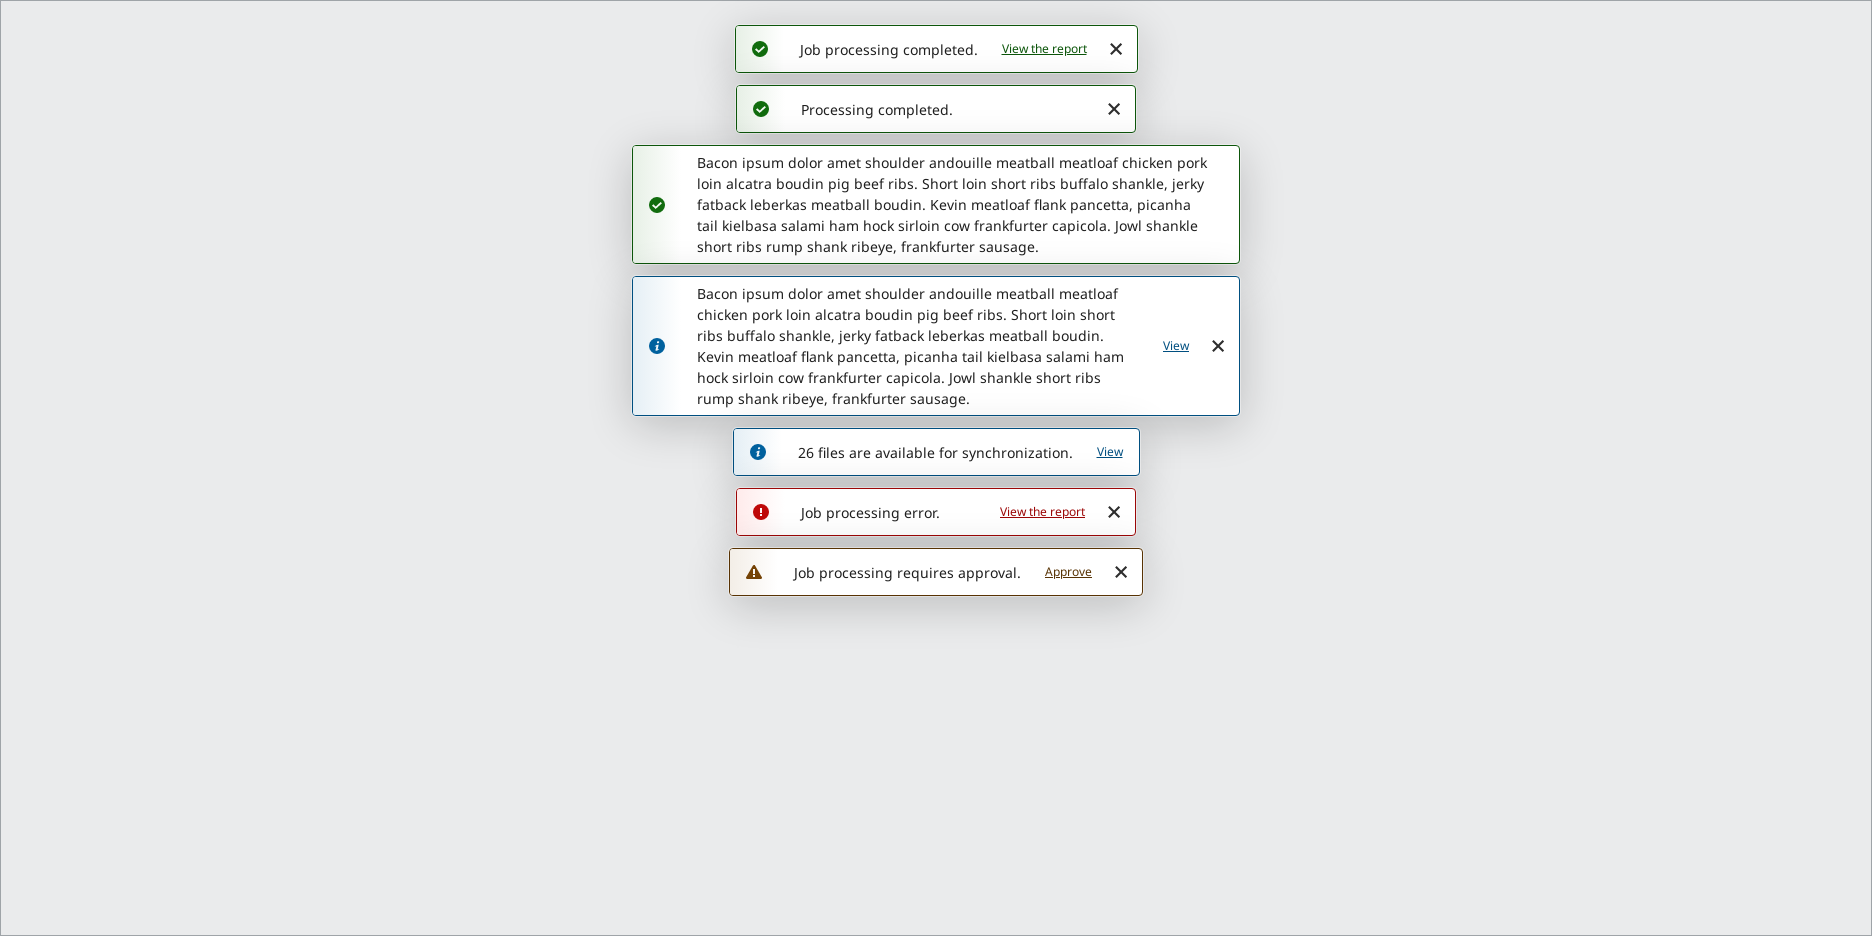 Job processing completed. View the report
Processing completed.
Bacon ipsum dolor amet shoulder andouille meatball meatloaf chicken pork
loin alcatra boudin pig beef ribs. Short loin short ribs buffalo shankle, jerky
fatback leberkas meatball boudin. Kevin meatloaf flank pancetta, picanha
tail kielbasa salami ham hock sirloin cow frankfurter capicola. Jowl shankle
short ribs rump shank ribeye, frankfurter sausage.
Bacon ipsum dolor amet shoulder andouille meatball meatloaf
chicken pork loin alcatra boudin pig beef ribs. Short loin short
ribs buffalo shankle, jerky fatback leberkas meatball boudin.
Kevin meatloaf flank pancetta, picanha tail kielbasa salami ham
hock sirloin cow frankfurter capicola. Jowl shankle short ribs
rump shank ribeye, frankfurter sausage.
View
26 files are available for synchronization. View
Job processing error. View the report
Job processing requires approval. Approve